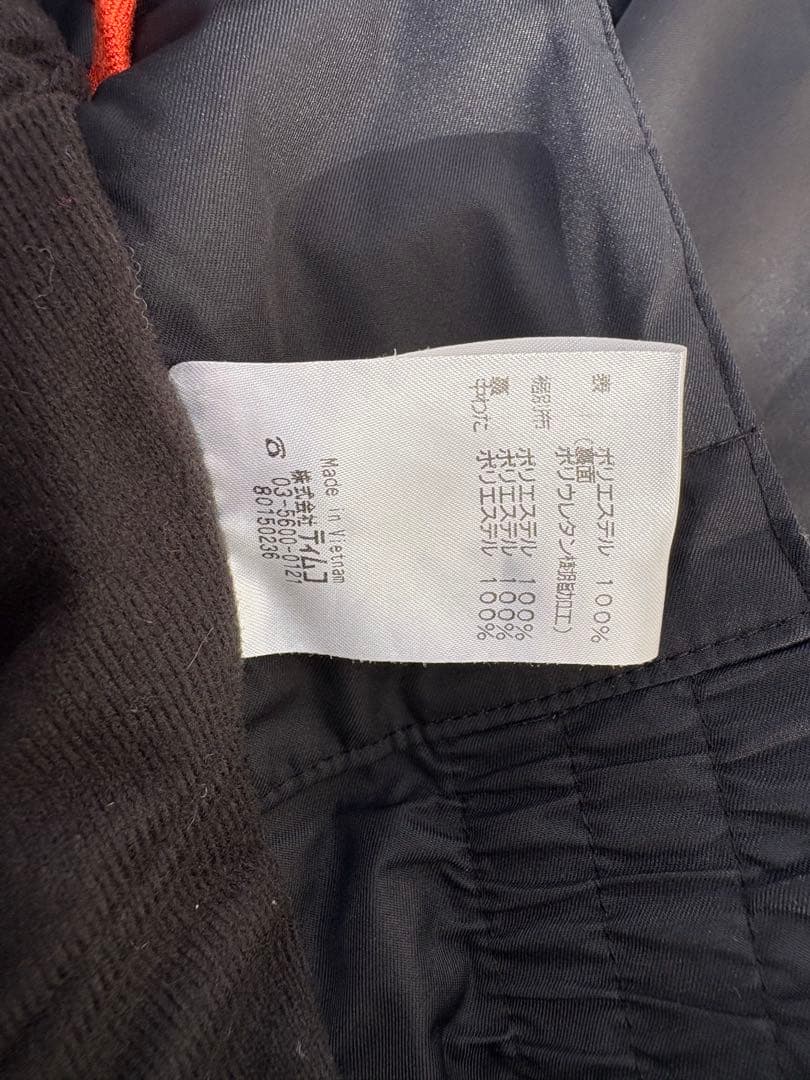 表 ポリエステル 100%
(裏面 ポリウレタン樹脂加工)
裾別所 ポリエステル 100%
裏 ポリエステル 100%
中わた ポリエステル 100%
Made in Vietnam
株式会社 ティムコ
03-5600-0121
80150236